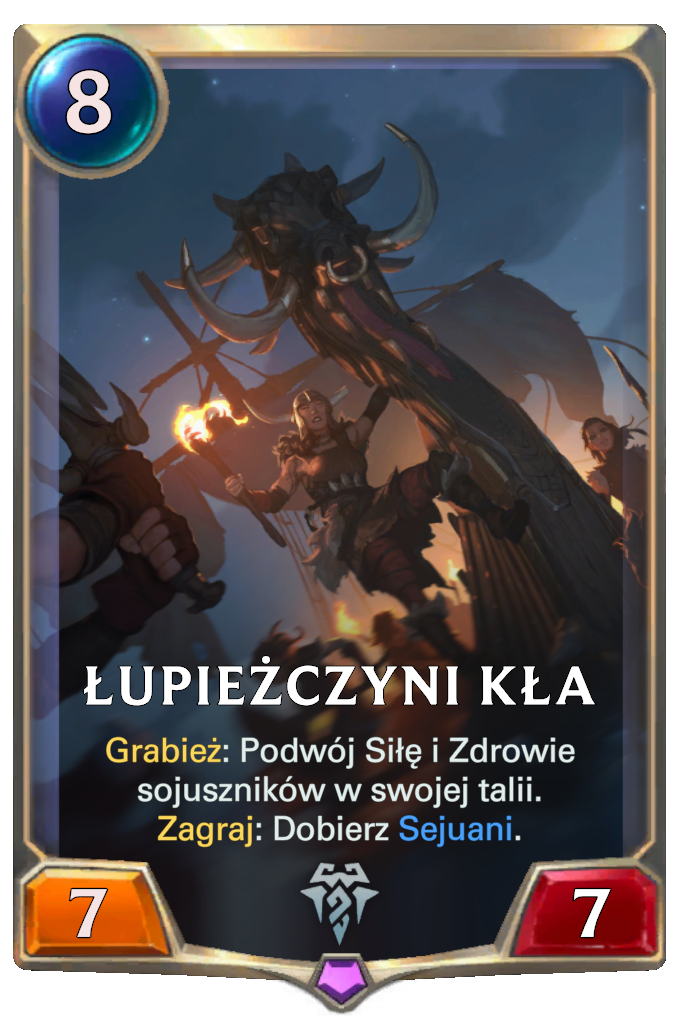 8
ŁUPIEŻCZYNI KŁA
Grabież: Podwój Siłę i Zdrowie
sojuszników w swojej talii.
Zagraj: Dobierz Sejuani.
7
7